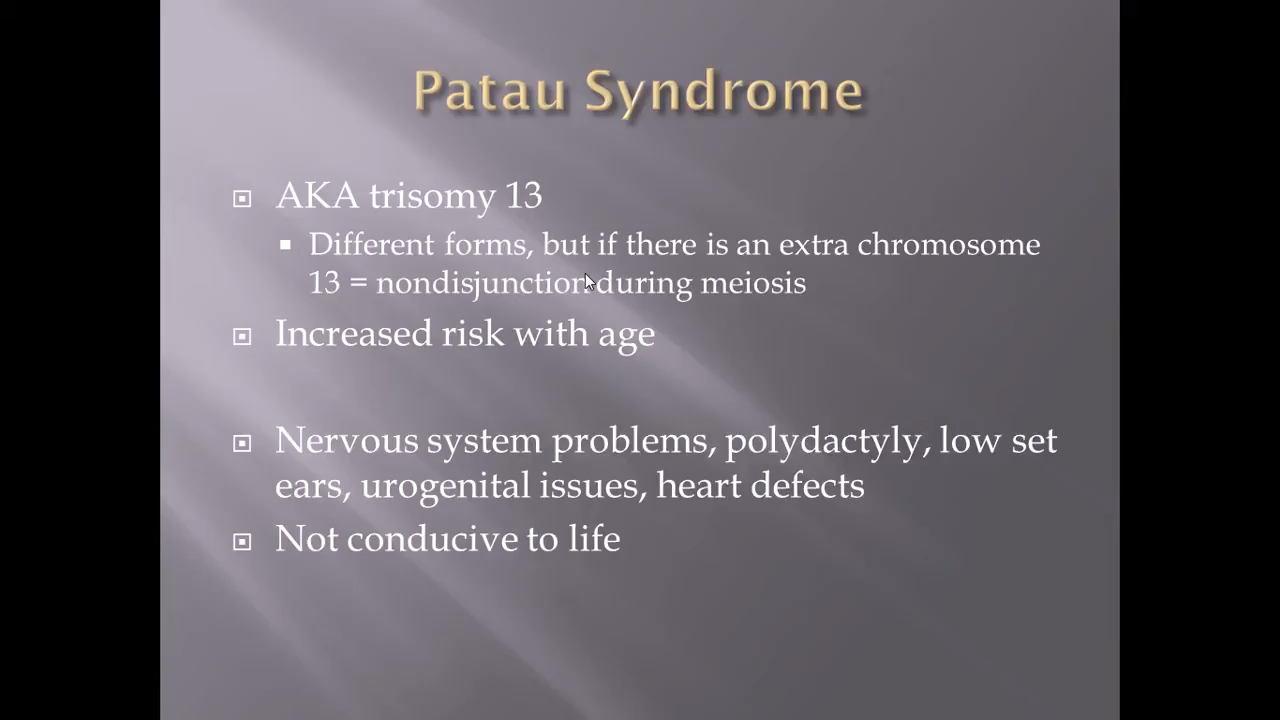 Patau Syndrome
AKA trisomy 13
Different forms, but if there is an extra chromosome
13 = nondisjunction during meiosis
Increased risk with age
Nervous system problems, polydactyly, low set
ears, urogenital issues, heart defects
Not conducive to life